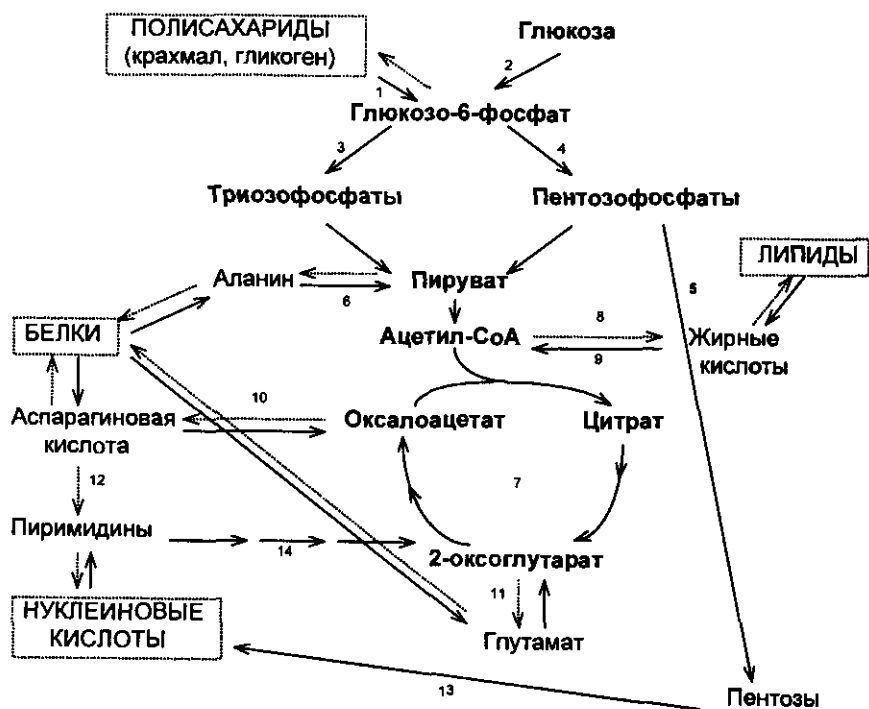 ПОЛИСАХАРИДЫ
(крахмал, гликоген)
Глюкоза
2
1
Глюкозо-6-фосфат
3
4
Триозофосфаты
Пентозофосфаты
ЛИПИДЫ
Аланин
Пируват
5
6
БЕЛКИ
Ацетил-СоА
8
9
Жирные
кислоты
Аспарагиновая
кислота
10
Оксалоацетат
Цитрат
12
7
Пиримидины
14
2-оксоглутарат
11
НУКЛЕИНОВЫЕ
КИСЛОТЫ
Гпутамат
13
Пентозы